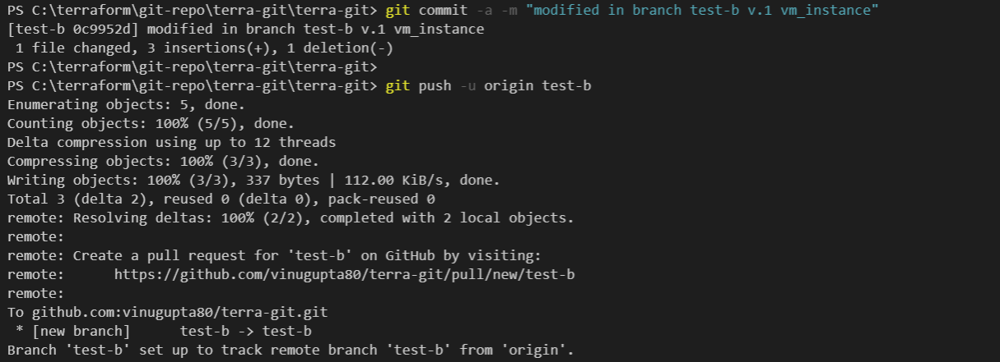 PS C:\terraform\git-repo\terra-git\terra-git> git commit -a -m "modified in branch test-b v.1 vm_instance"
[test-b 0c9952d] modified in branch test-b v.1 vm_instance
 1 file changed, 3 insertions(+), 1 deletion(-)
PS C:\terraform\git-repo\terra-git\terra-git>
PS C:\terraform\git-repo\terra-git\terra-git> git push -u origin test-b
Enumerating objects: 5, done.
Counting objects: 100% (5/5), done.
Delta compression using up to 12 threads
Compressing objects: 100% (3/3), done.
Writing objects: 100% (3/3), 337 bytes | 112.00 KiB/s, done.
Total 3 (delta 2), reused 0 (delta 0), pack-reused 0
remote: Resolving deltas: 100% (2/2), completed with 2 local objects.
remote:
remote: Create a pull request for 'test-b' on GitHub by visiting:
remote:      https://github.com/vinugupta80/terra-git/pull/new/test-b
remote:
To github.com:vinugupta80/terra-git.git
 * [new branch]      test-b -> test-b
Branch 'test-b' set up to track remote branch 'test-b' from 'origin'.